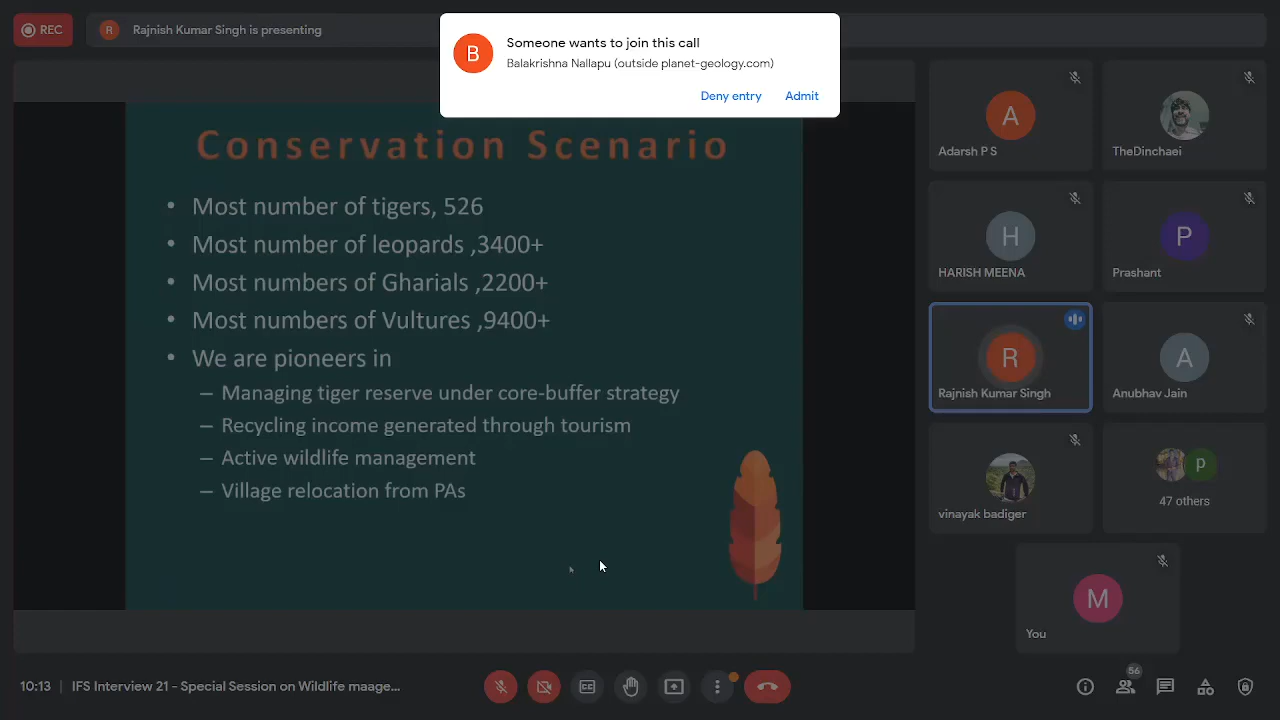 REC
R
Rajnish Kumar Singh is presenting
B
Someone wants to join this call
Balakrishna Nallapu (outside planet-geology.com)
Deny entry
Admit
Conservation Scenario
• Most number of tigers, 526
• Most number of leopards ,3400+
• Most numbers of Gharials ,2200+
• Most numbers of Vultures ,9400+
• We are pioneers in
– Managing tiger reserve under core-buffer strategy
– Recycling income generated through tourism
– Active wildlife management
– Village relocation from PAs
A
Adarsh P S
TheDinchaei
H
HARISH MEENA
P
Prashant
R
Rajnish Kumar Singh
A
Anubhav Jain
vinayak badiger
p
47 others
M
You
10:13 | IFS Interview 21 - Special Session on Wildlife maage...
CC
56